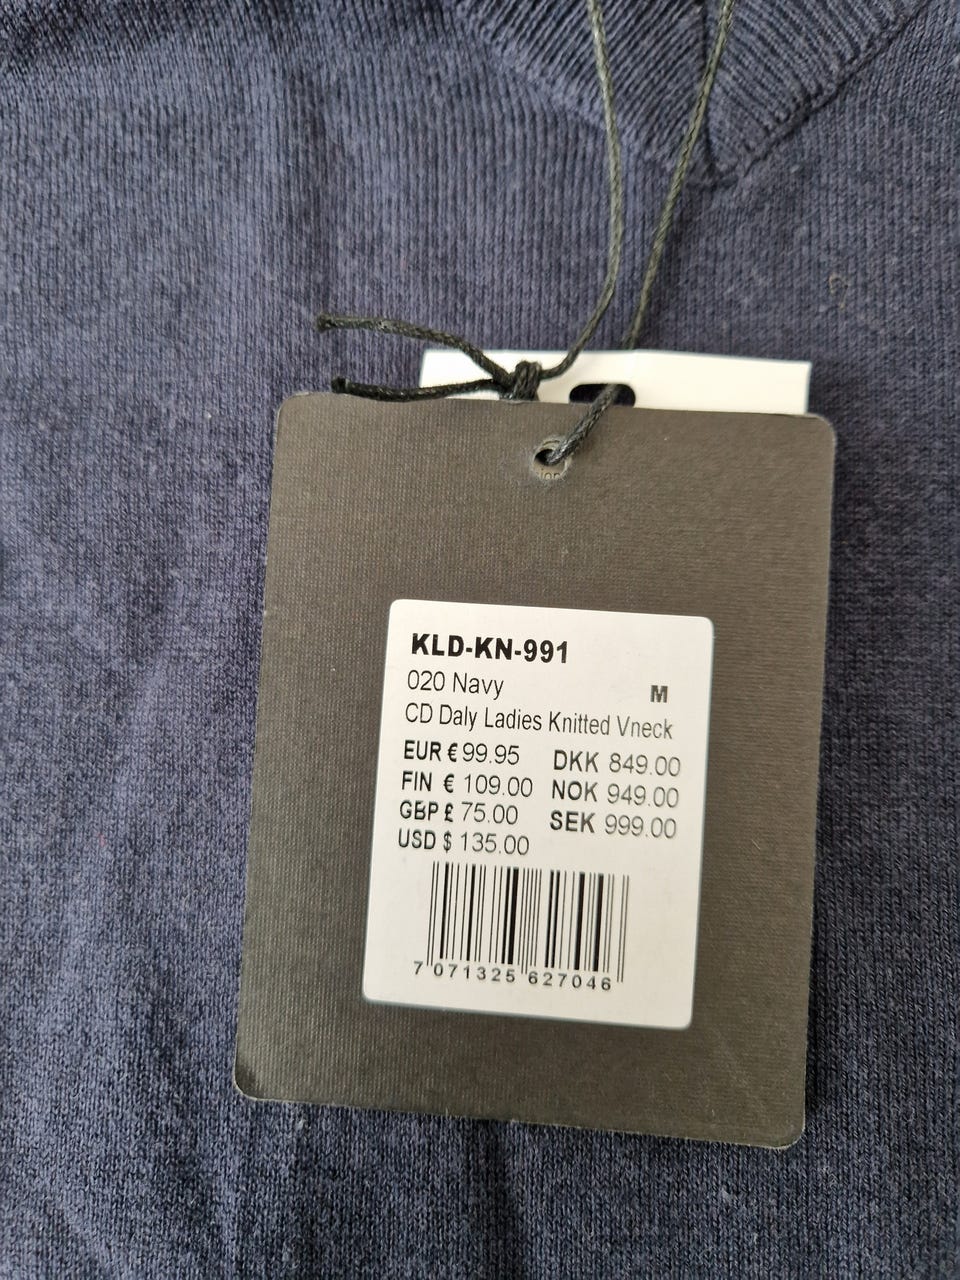 KLD-KN-991
020 Navy M
CD Daly Ladies Knitted Vneck
EUR € 99.95 DKK 849.00
FIN € 109.00 NOK 949.00
GBP £ 75.00 SEK 999.00
USD $ 135.00
7 071325 627046